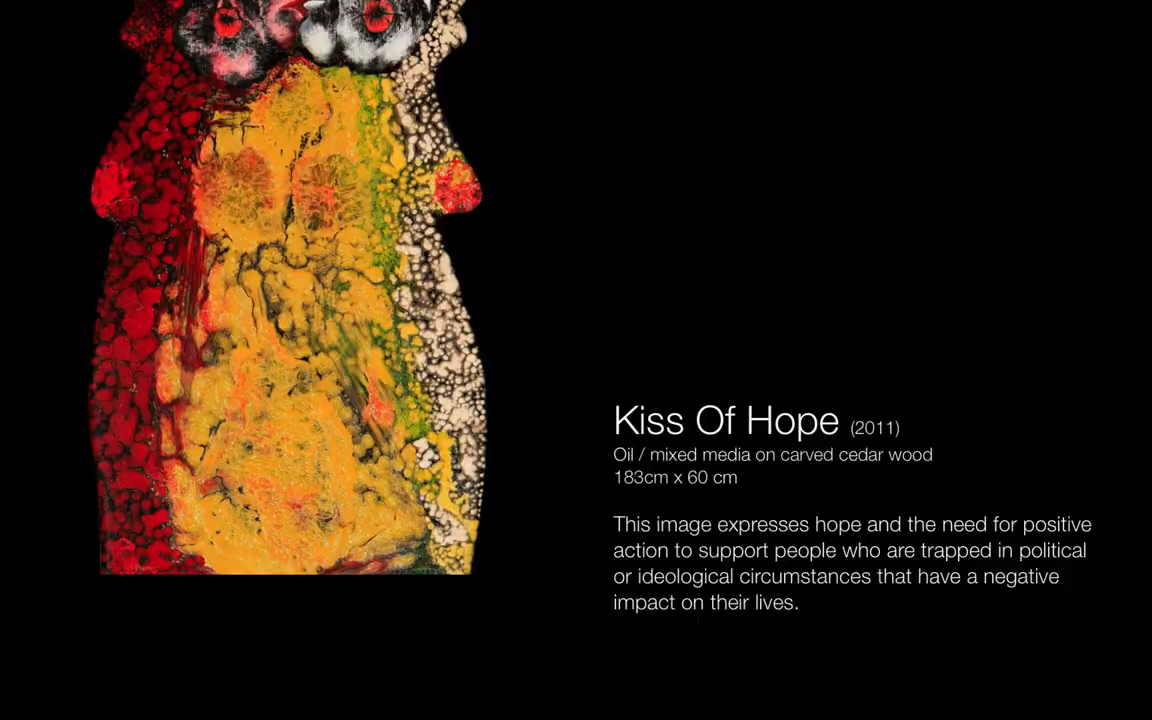 Kiss Of Hope (2011)
Oil / mixed media on carved cedar wood
183cm x 60 cm
This image expresses hope and the need for positive
action to support people who are trapped in political
or ideological circumstances that have a negative
impact on their lives.